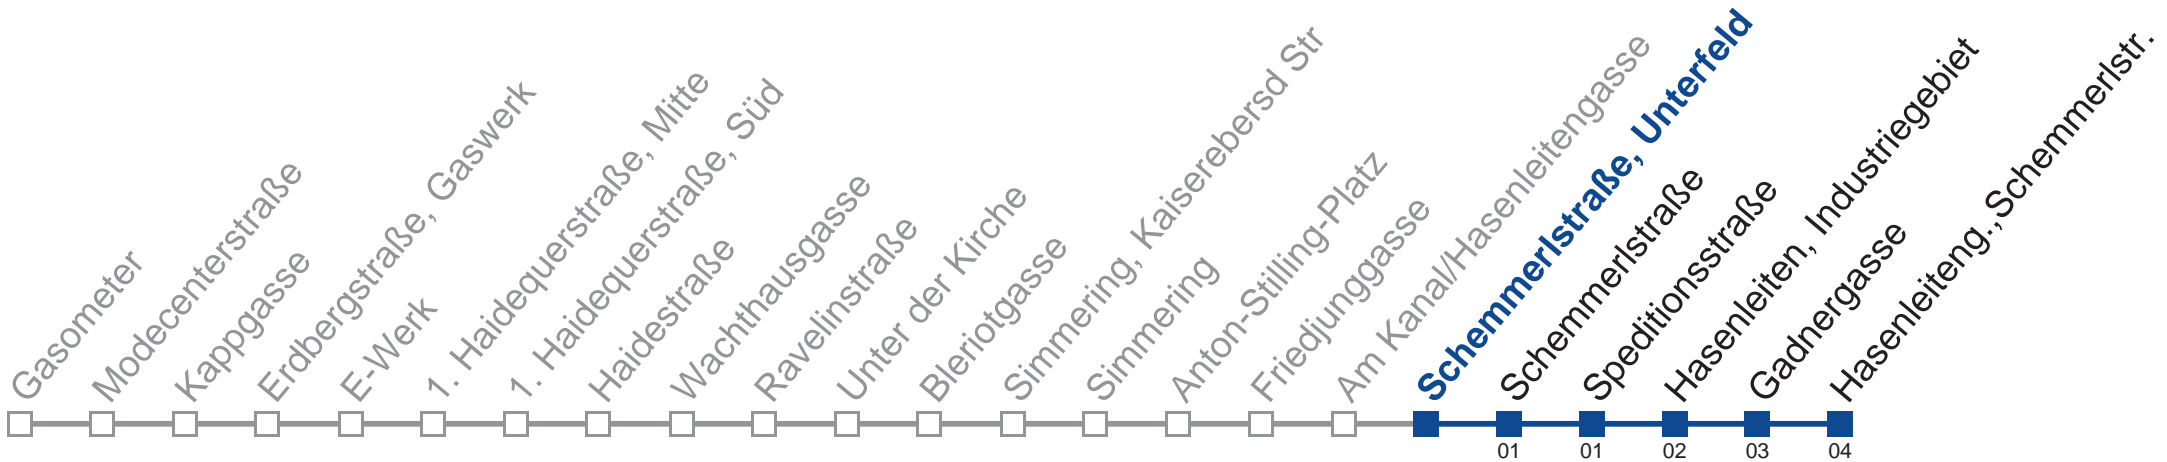 Gasometer
Modecenterstraße
Kappgasse
Erdbergstraße, Gaswerk
E-Werk
1. Haidequerstraße, Mitte
1. Haidequerstraße, Süd
Haidestraße
Wachthausgasse
Ravelinstraße
Unter der Kirche
Bleriotgasse
Simmering, Kaiserebersd Str
Simmering
Anton-Stilling-Platz
Friedjunggasse
Am Kanal/Hasenleitengasse
Schemmerlstraße, Unterfeld
Schemmerlstraße
Speditionsstraße
Hasenleiten, Industriegebiet
Gadnergasse
Hasenleiteng.,Schemmerlstr.
01 01 02 03 04